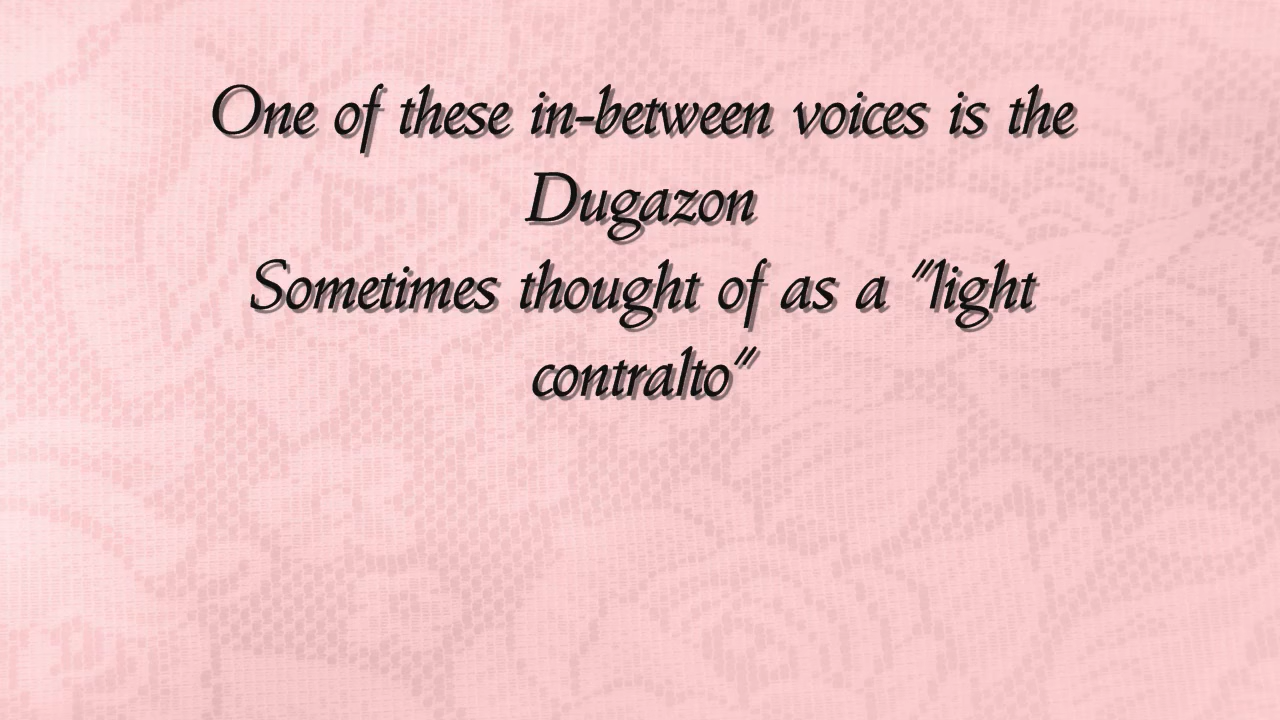 One of these in-between voices is the
Dugazon
Sometimes thought of as a "light
contralto"